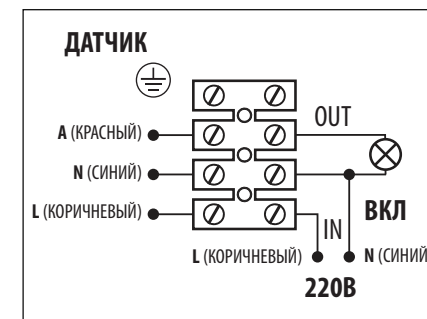 ДАТЧИК
OUT
А (КРАСНЫЙ)
N (СИНИЙ)
L (КОРИЧНЕВЫЙ)
IN
ВКЛ
L (КОРИЧНЕВЫЙ)
N (СИНИЙ
220В